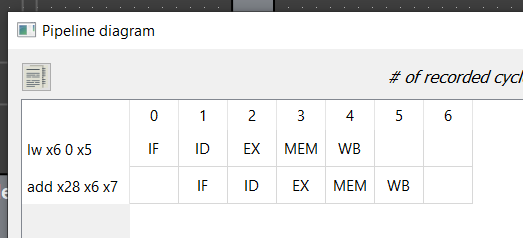 Pipeline diagram
# of recorded cycl
0 1 2 3 4 5 6
lw x6 0 x5 IF ID EX MEM WB
add x28 x6 x7 IF ID EX MEM WB